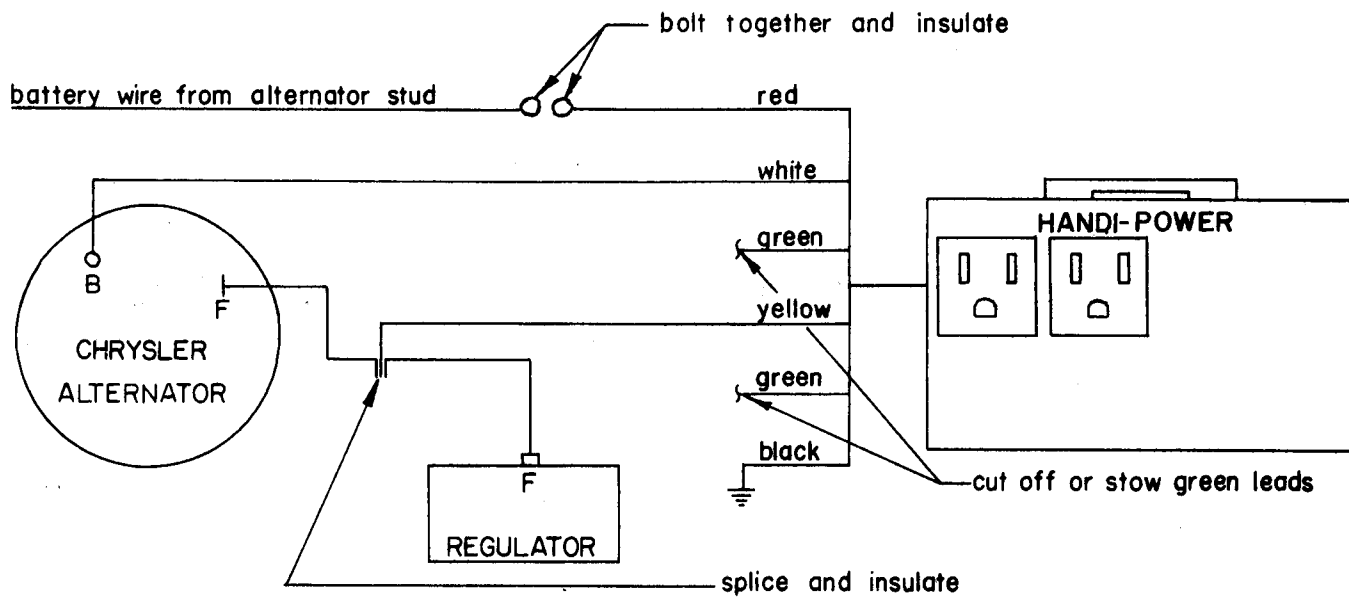 bolt together and insulate
battery wire from alternator stud
red
white
green
HANDI-POWER
B
F
yellow
CHRYSLER
ALTERNATOR
green
black
F
cut off or stow green leads
REGULATOR
splice and insulate